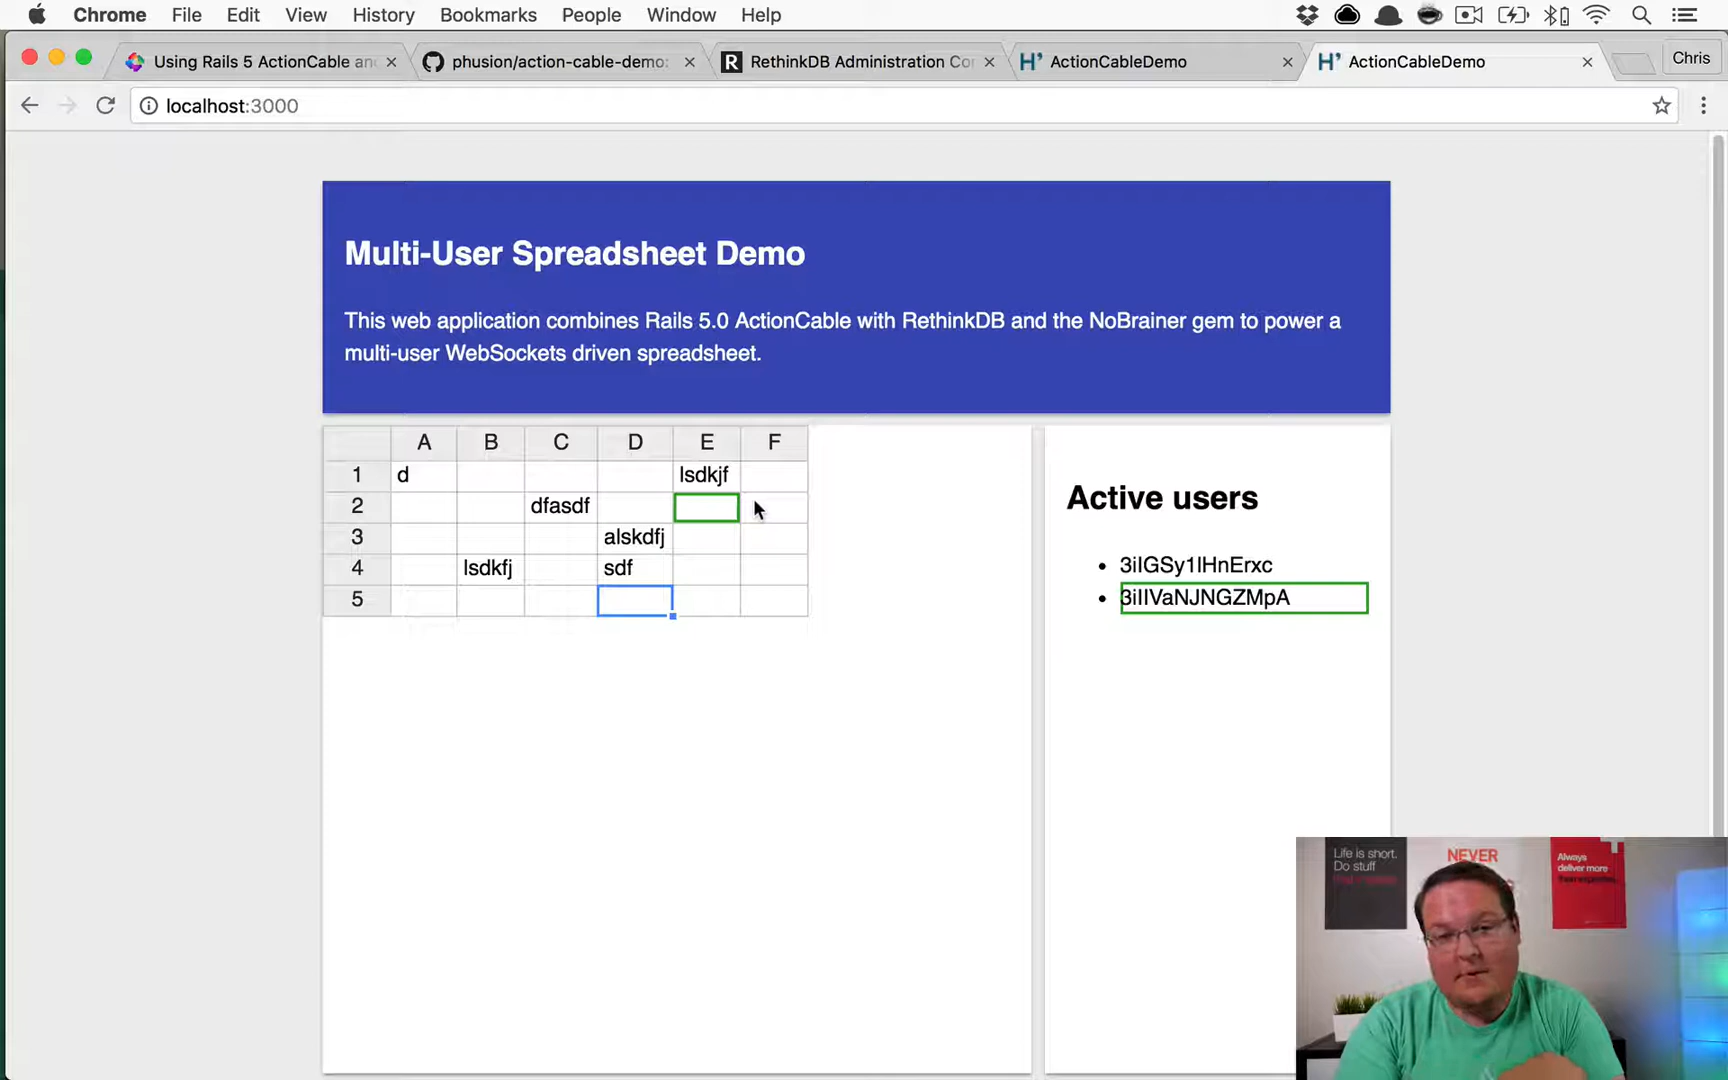 Chrome File Edit View History Bookmarks People Window Help
Using Rails 5 ActionCable an
phusion/action-cable-demo:
RethinkDB Administration Co
ActionCableDemo
ActionCableDemo
Chris
localhost:3000
Multi-User Spreadsheet Demo
This web application combines Rails 5.0 ActionCable with RethinkDB and the NoBrainer gem to power a
multi-user WebSockets driven spreadsheet.
A B C D E F
1 d lsdkjf
2 dfasdf
3 alskdfj
4 lsdkfj sdf
5
Active users
3ilGSy1lHnErxc
3iIIVaNJNGZMpA
Life is short.
Do stuff
NEVER
Always
deliver more